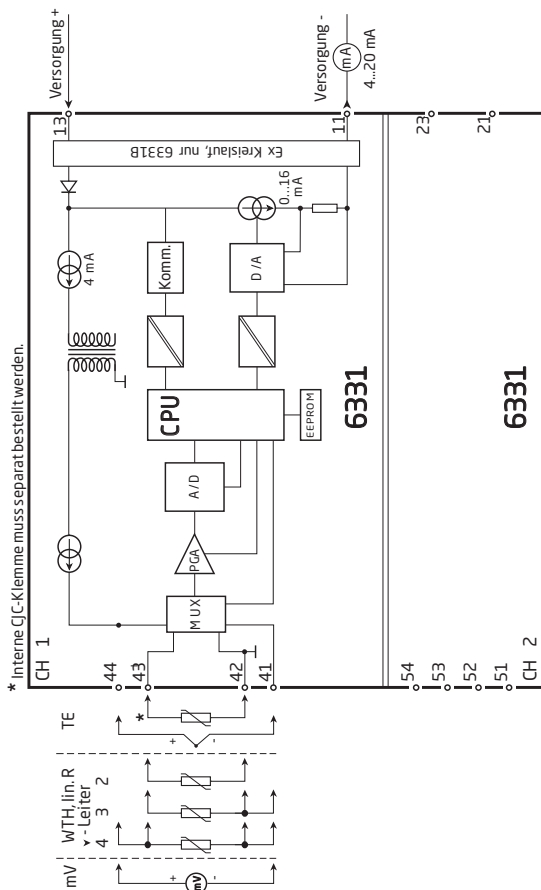 * Interne CJC-Klemme muss separat bestellt werden.
CH 1
44
43
42
41
TE
*
+
-
WTH, lin. R
- Leiter
2
3
4
mV
+
-
mV
MUX
PGA
A/D
CPU
EEPROM
Komm.
D/A
4 mA
0...16
mA
Ex Kreislauf, nur 6331B
13
Versorgung +
11
Versorgung -
mA
4...20 mA
6331
23
21
54
53
52
51
CH 2
6331